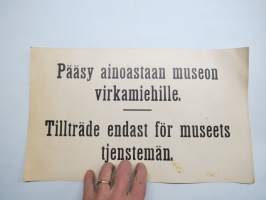 Pääsy ainoastaan museon
virkamiehille.
Tillträde endast för museets
tjenstemän.